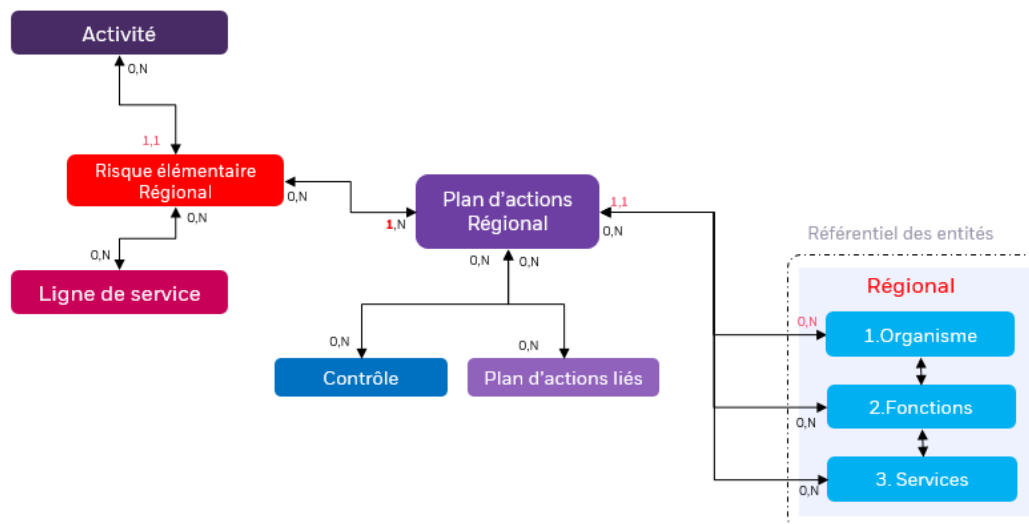 Activité
0,N
1,1
Risque élémentaire
Régional
0,N
0,N
0,N
Ligne de service
1,N
Plan d'actions
Régional
1,1
0,N
0,N
0,N
0,N
Contrôle
0,N
Plan d'actions liés
Référentiel des entités
Régional
0,N
1.Organisme
2.Fonctions
0,N
3. Services
0,N